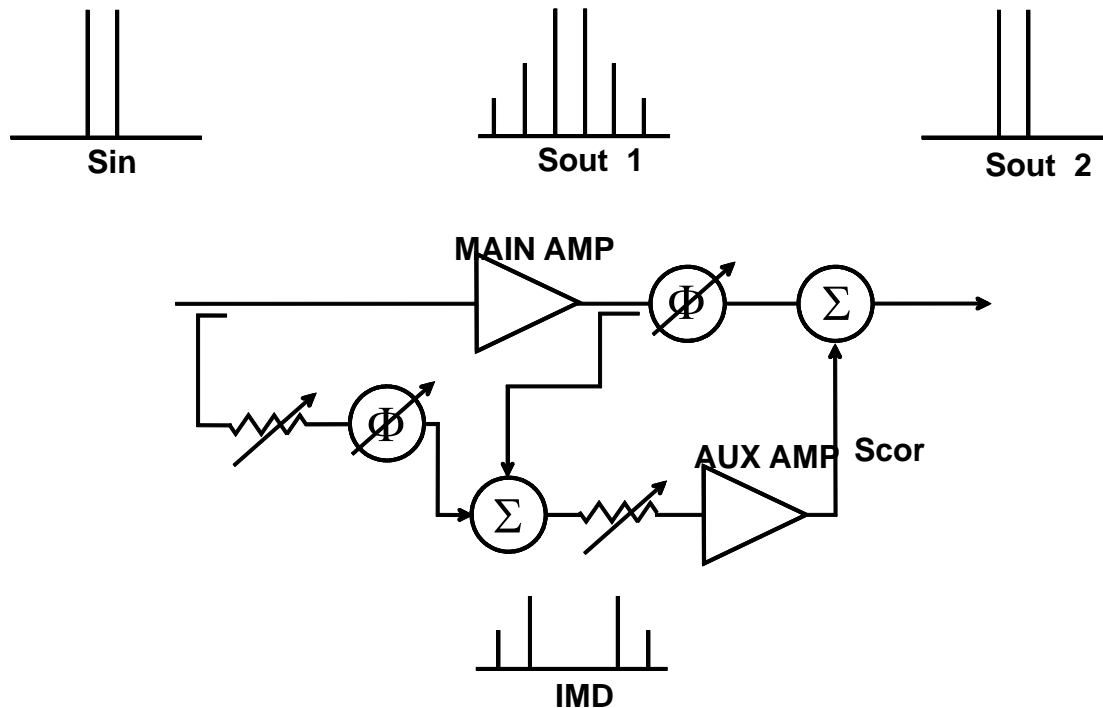 Sin
Sout 1
Sout 2
MAIN AMP
Φ
Σ
Φ
AUX AMP
Scor
Σ
IMD